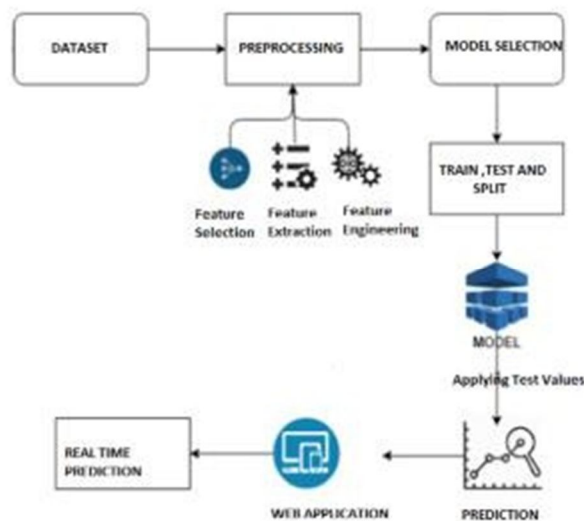 DATASET
PREPROCESSING
MODEL SELECTION
Feature
Selection
Feature
Extraction
Feature
Engineering
TRAIN ,TEST AND
SPLIT
MODEL
Applying Test Values
REAL TIME
PREDICTION
WEB APPLICATION
PREDICTION